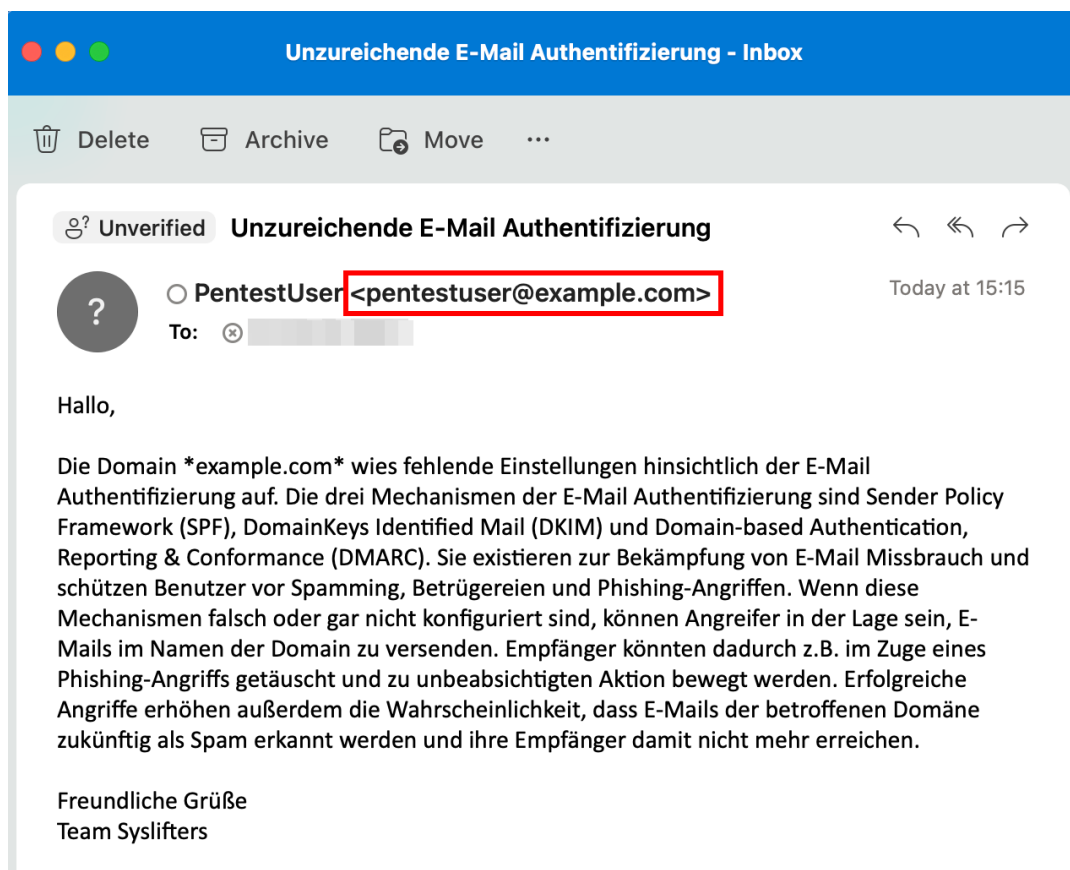 Unzureichende E-Mail Authentifizierung - Inbox
Delete Archive Move ...
Unverified Unzureichende E-Mail Authentifizierung
? PentestUser <pentestuser@example.com> Today at 15:15
To:
Hallo,
Die Domain *example.com* wies fehlende Einstellungen hinsichtlich der E-Mail
Authentifizierung auf. Die drei Mechanismen der E-Mail Authentifizierung sind Sender Policy
Framework (SPF), DomainKeys Identified Mail (DKIM) und Domain-based Authentication,
Reporting & Conformance (DMARC). Sie existieren zur Bekämpfung von E-Mail Missbrauch und
schützen Benutzer vor Spamming, Betrügereien und Phishing-Angriffen. Wenn diese
Mechanismen falsch oder gar nicht konfiguriert sind, können Angreifer in der Lage sein, E-
Mails im Namen der Domain zu versenden. Empfänger könnten dadurch z.B. im Zuge eines
Phishing-Angriffs getäuscht und zu unbeabsichtigten Aktion bewegt werden. Erfolgreiche
Angriffe erhöhen außerdem die Wahrscheinlichkeit, dass E-Mails der betroffenen Domäne
zukünftig als Spam erkannt werden und ihre Empfänger damit nicht mehr erreichen.
Freundliche Grüße
Team Syslifters